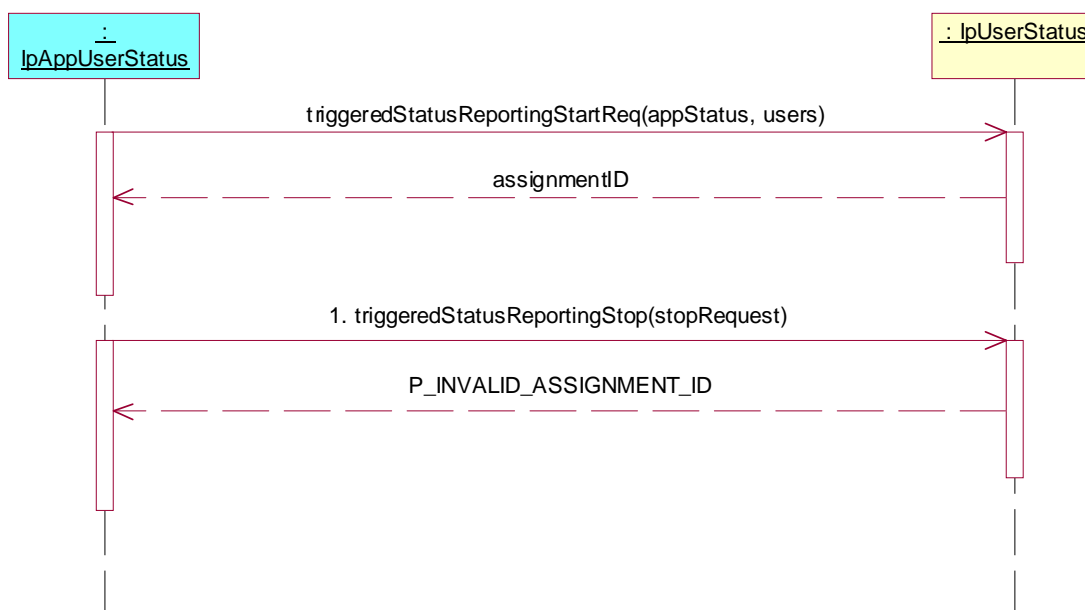 :
IpAppUserStatus
: IpUserStatus
triggeredStatusReportingStartReq(appStatus, users)
assignmentID
1. triggeredStatusReportingStop(stopRequest)
P_INVALID_ASSIGNMENT_ID